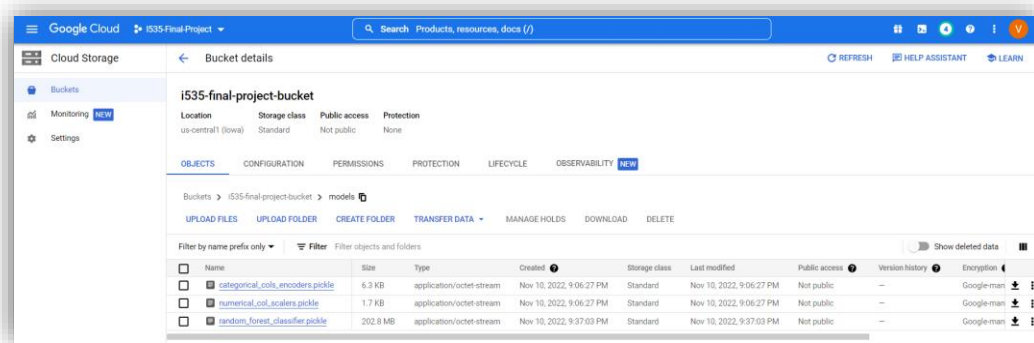 Google Cloud I535-Final-Project Search Products, resources, docs (/) 4 V
Cloud Storage Bucket details REFRESH HELP ASSISTANT LEARN
Buckets
Monitoring NEW
Settings
i535-final-project-bucket
Location Storage class Public access Protection
us-central1 (Iowa) Standard Not public None
OBJECTS CONFIGURATION PERMISSIONS PROTECTION LIFECYCLE OBSERVABILITY NEW
Buckets > i535-final-project-bucket > models
UPLOAD FILES UPLOAD FOLDER CREATE FOLDER TRANSFER DATA MANAGE HOLDS DOWNLOAD DELETE
Filter by name prefix only Filter Filter objects and folders Show deleted data
Name Size Type Created Storage class Last modified Public access Version history Encryption
categorical_cols_encoders.pickle 6.3 KB application/octet-stream Nov 10, 2022, 9:06:27 PM Standard Nov 10, 2022, 9:06:27 PM Not public — Google-man
numerical_col_scalers.pickle 1.7 KB application/octet-stream Nov 10, 2022, 9:06:27 PM Standard Nov 10, 2022, 9:06:27 PM Not public — Google-man
random_forest_classifier.pickle 202.8 MB application/octet-stream Nov 10, 2022, 9:37:03 PM Standard Nov 10, 2022, 9:37:03 PM Not public — Google-man